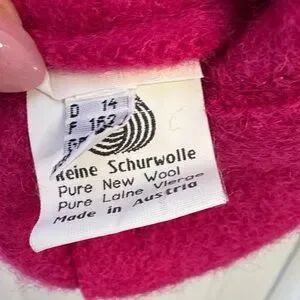 D 14
F 152
Reine Schurwolle
Pure New Wool
Pure Laine Vierge
Made in Austria